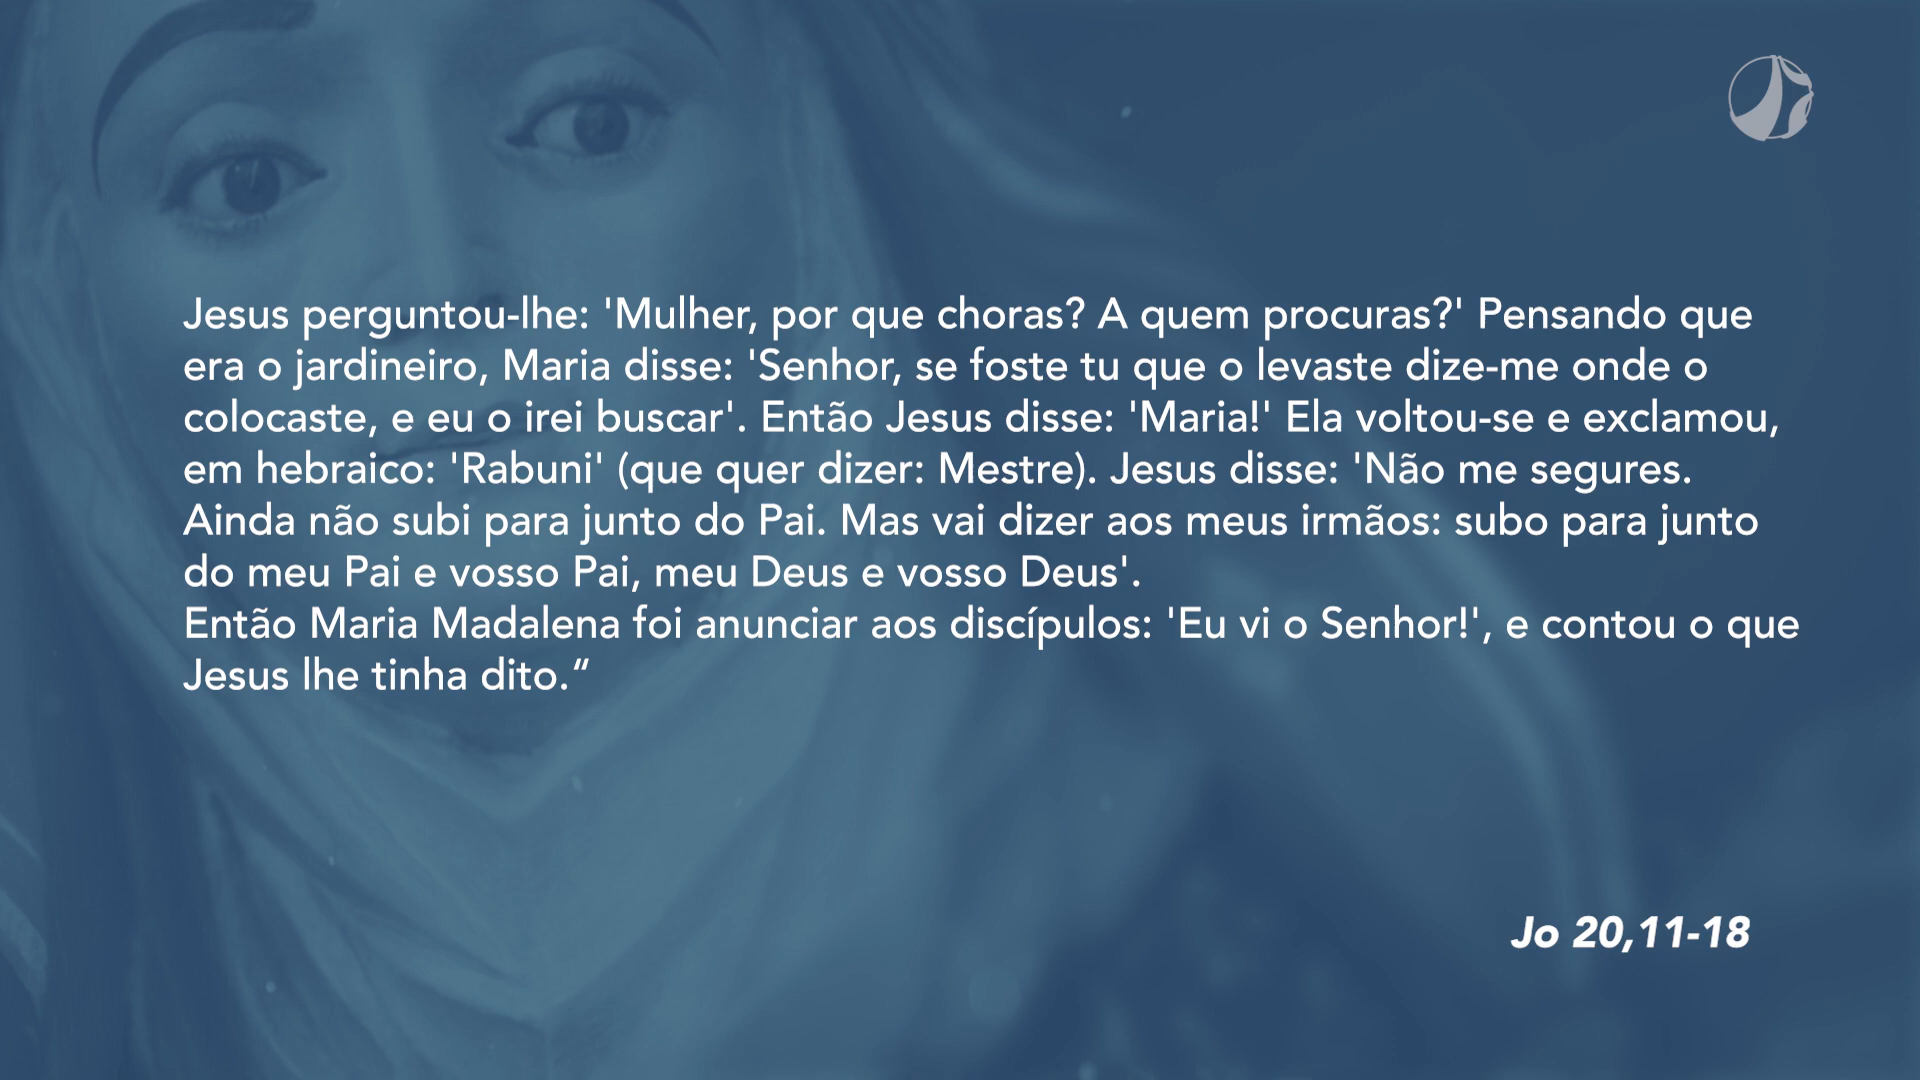 Jesus perguntou-lhe: 'Mulher, por que choras? A quem procuras?' Pensando que
era o jardineiro, Maria disse: 'Senhor, se foste tu que o levaste dize-me onde o
colocaste, e eu o irei buscar'. Então Jesus disse: 'Maria!' Ela voltou-se e exclamou,
em hebraico: 'Rabuni' (que quer dizer: Mestre). Jesus disse: 'Não me segures.
Ainda não subi para junto do Pai. Mas vai dizer aos meus irmãos: subo para junto
do meu Pai e vosso Pai, meu Deus e vosso Deus'.
Então Maria Madalena foi anunciar aos discípulos: 'Eu vi o Senhor!', e contou o que
Jesus lhe tinha dito.“
Jo 20,11-18